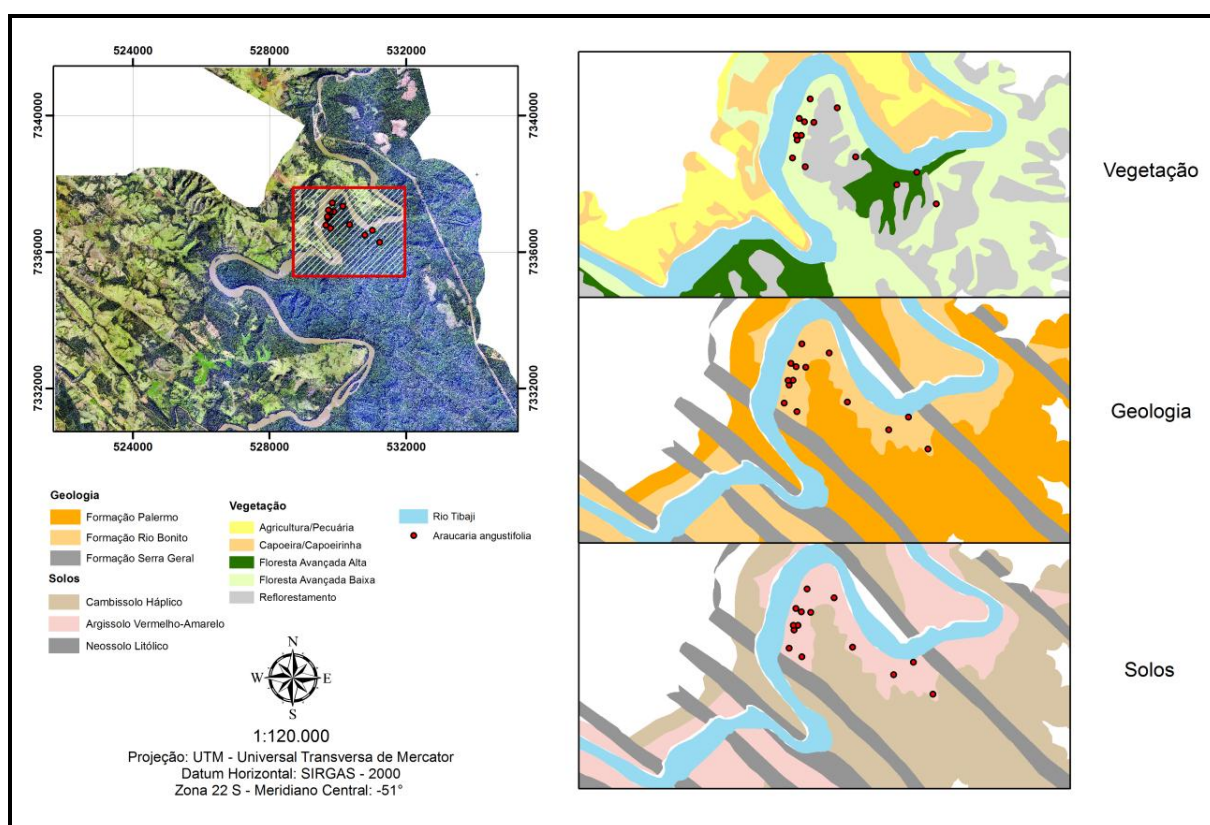 524000
528000
532000
7340000
7336000
7332000
7340000
7336000
7332000
524000
528000
532000
Geologia
Formação Palermo
Formação Rio Bonito
Formação Serra Geral
Solos
Cambissolo Háplico
Argissolo Vermelho-Amarelo
Neossolo Litólico
Vegetação
Agricultura/Pecuária
Capoeira/Capoeirinha
Floresta Avançada Alta
Floresta Avançada Baixa
Reflorestamento
Rio Tibaji
Araucaria angustifolia
N
W
E
S
1:120.000
Projeção: UTM - Universal Transversa de Mercator
Datum Horizontal: SIRGAS - 2000
Zona 22 S - Meridiano Central: -51°
Vegetação
Geologia
Solos